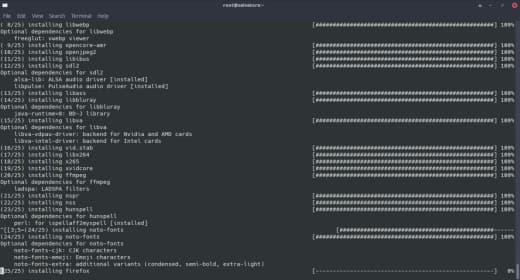 root@salvatore:~
File Edit View Search Terminal Help
( 8/25) installing libwebp [################################################] 100%
Optional dependencies for libwebp
freeglut: vwebp viewer
( 9/25) installing opencore-amr [################################################] 100%
(10/25) installing openjpeg2 [################################################] 100%
(11/25) installing libibus [################################################] 100%
(12/25) installing sdl2 [################################################] 100%
Optional dependencies for sdl2
alsa-lib: ALSA audio driver [installed]
libpulse: PulseAudio audio driver [installed]
(13/25) installing libass [################################################] 100%
(14/25) installing libbluray [################################################] 100%
Optional dependencies for libbluray
java-runtime<8: BD-J library
(15/25) installing libva [################################################] 100%
Optional dependencies for libva
libva-vdpau-driver: backend for Nvidia and AMD cards
libva-intel-driver: backend for Intel cards
(16/25) installing vid.stab [################################################] 100%
(17/25) installing libx264 [################################################] 100%
(18/25) installing x265 [################################################] 100%
(19/25) installing xvidcore [################################################] 100%
(20/25) installing ffmpeg [################################################] 100%
Optional dependencies for ffmpeg
ladspa: LADSPA filters
(21/25) installing nspr [################################################] 100%
(22/25) installing nss [################################################] 100%
(23/25) installing hunspell [################################################] 100%
Optional dependencies for hunspell
perl: for ispellaff2myspell [installed]
^[[3;5~(24/25) installing noto-fonts [##########################################------
(24/25) installing noto-fonts [################################################] 100%
Optional dependencies for noto-fonts
noto-fonts-cjk: CJK characters
noto-fonts-emoji: Emoji characters
noto-fonts-extra: additional variants (condensed, semi-bold, extra-light)
(25/25) installing firefox [------------------------------------------------] 0%